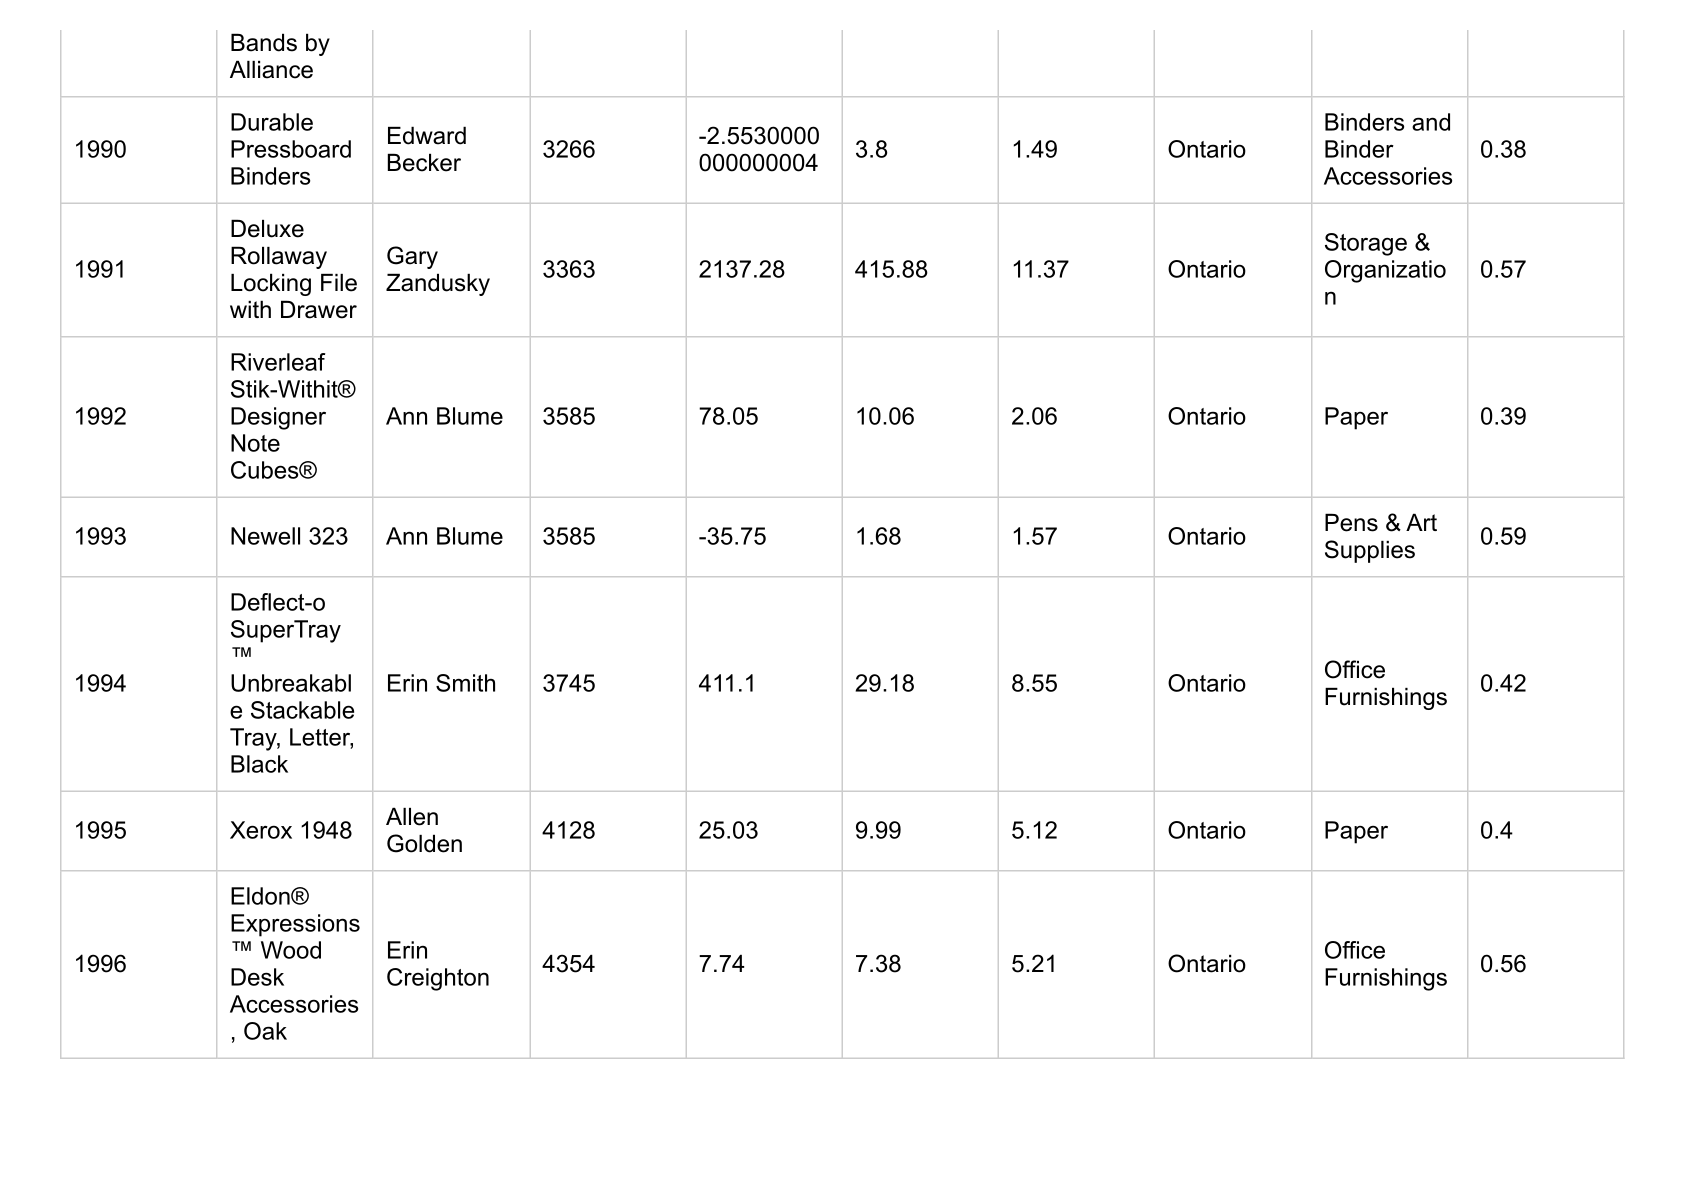 Bands by
Alliance
1990
Durable
Pressboard
Binders
Edward
Becker
3266
-2.5530000
000000004
3.8
1.49
Ontario
Binders and
Binder
Accessories
0.38
1991
Deluxe
Rollaway
Locking File
with Drawer
Gary
Zandusky
3363
2137.28
415.88
11.37
Ontario
Storage &
Organizatio
n
0.57
1992
Riverleaf
Stik-Withit®
Designer
Note
Cubes®
Ann Blume
3585
78.05
10.06
2.06
Ontario
Paper
0.39
1993
Newell 323
Ann Blume
3585
-35.75
1.68
1.57
Ontario
Pens & Art
Supplies
0.59
1994
Deflect-o
SuperTray
™
Unbreakabl
e Stackable
Tray, Letter,
Black
Erin Smith
3745
411.1
29.18
8.55
Ontario
Office
Furnishings
0.42
1995
Xerox 1948
Allen
Golden
4128
25.03
9.99
5.12
Ontario
Paper
0.4
1996
Eldon®
Expressions
™ Wood
Desk
Accessories
, Oak
Erin
Creighton
4354
7.74
7.38
5.21
Ontario
Office
Furnishings
0.56